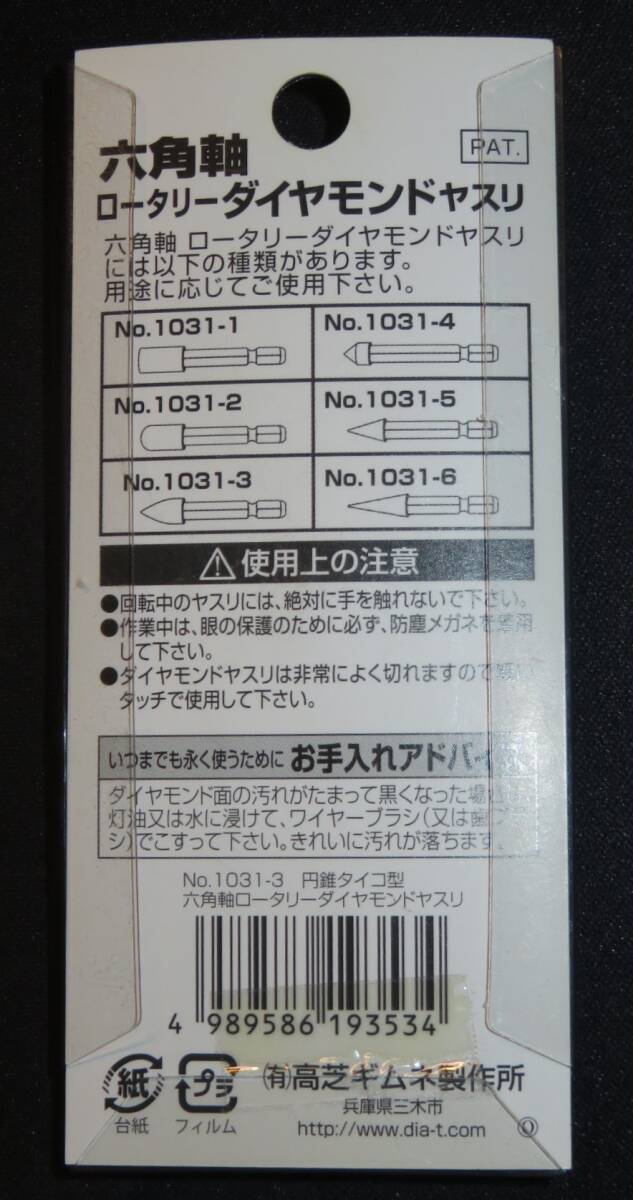 六角軸
PAT.
ロータリーダイヤモンドヤスリ
六角軸 ロータリーダイヤモンドヤスリ
には以下の種類があります。
用途に応じてご使用下さい。
No.1031-1
No.1031-4
No.1031-2
No.1031-5
No.1031-3
No.1031-6
⚠使用上の注意
●回転中のヤスリには、絶対に手を触れないで下さい。
●作業中は、眼の保護のために必ず、防塵メガネを着用
して下さい。
●ダイヤモンドヤスリは非常によく切れますので軽い
タッチで使用して下さい。
いつまでも永く使うために お手入れアドバイ
ダイヤモンド面の汚れがたまって黒くなった場合
灯油又は水に浸けて、ワイヤーブラシ(又は歯ブ
シ)でこすって下さい。きれいに汚れが落ちます。
No.1031-3 円錐タイコ型
六角軸ロータリーダイヤモンドヤスリ
4 989586 193534
紙
プラ
(有)高芝ギムネ製作所
台紙
フィルム
兵庫県三木市
http://www.dia-t.com